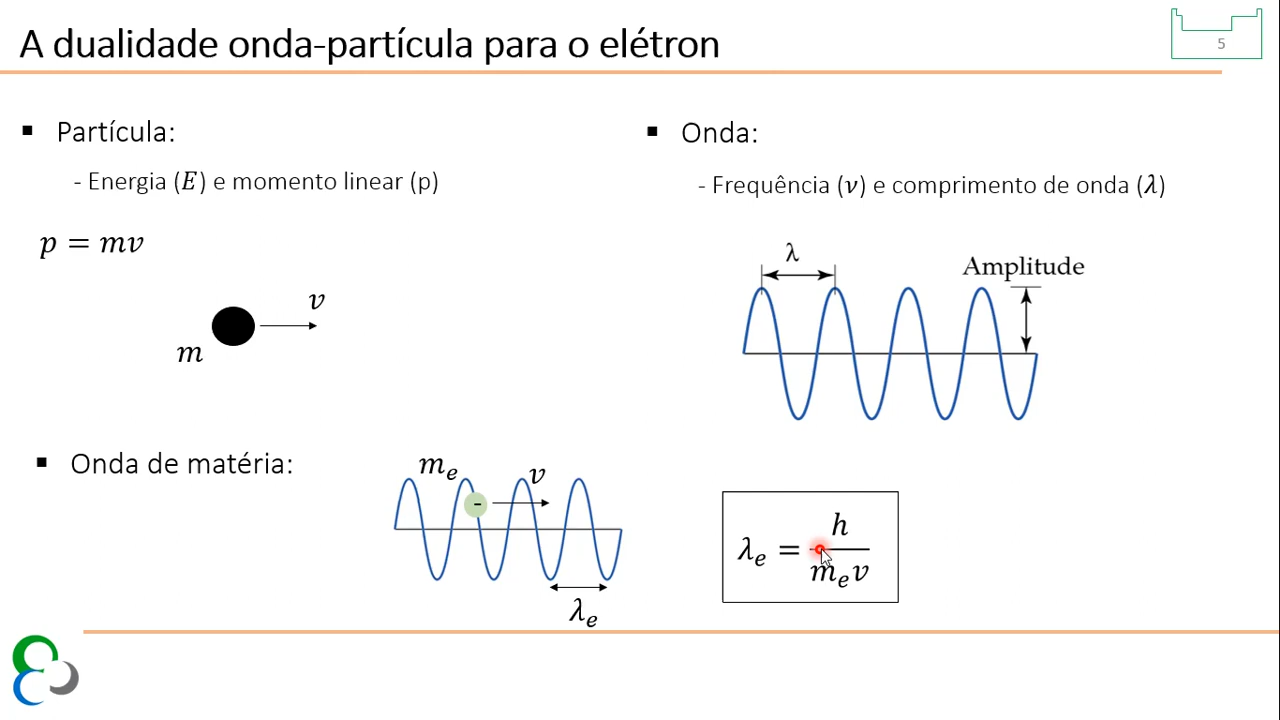 A dualidade onda-partícula para o elétron
5
▪ Partícula:
- Energia (E) e momento linear (p)
p = mv
v
m
▪ Onda:
- Frequência (ν) e comprimento de onda (λ)
λ
Amplitude
▪ Onda de matéria:
mₑ
v
-
λₑ
λₑ = h / mₑv